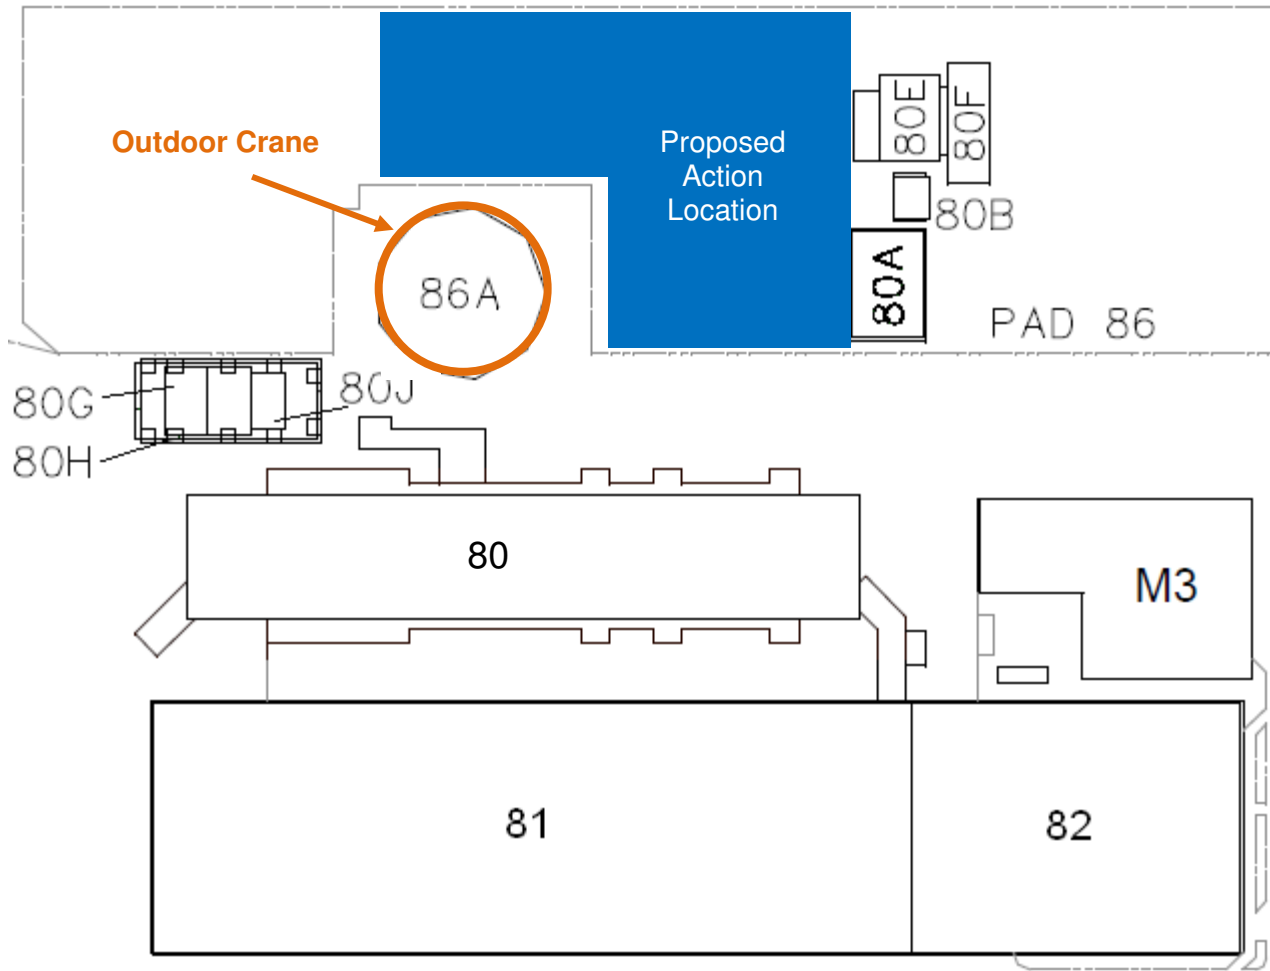 Outdoor Crane
Proposed
Action
Location
80E
80F
80B
80A
86A
PAD 86
80G
80J
80H
80
M3
81
82